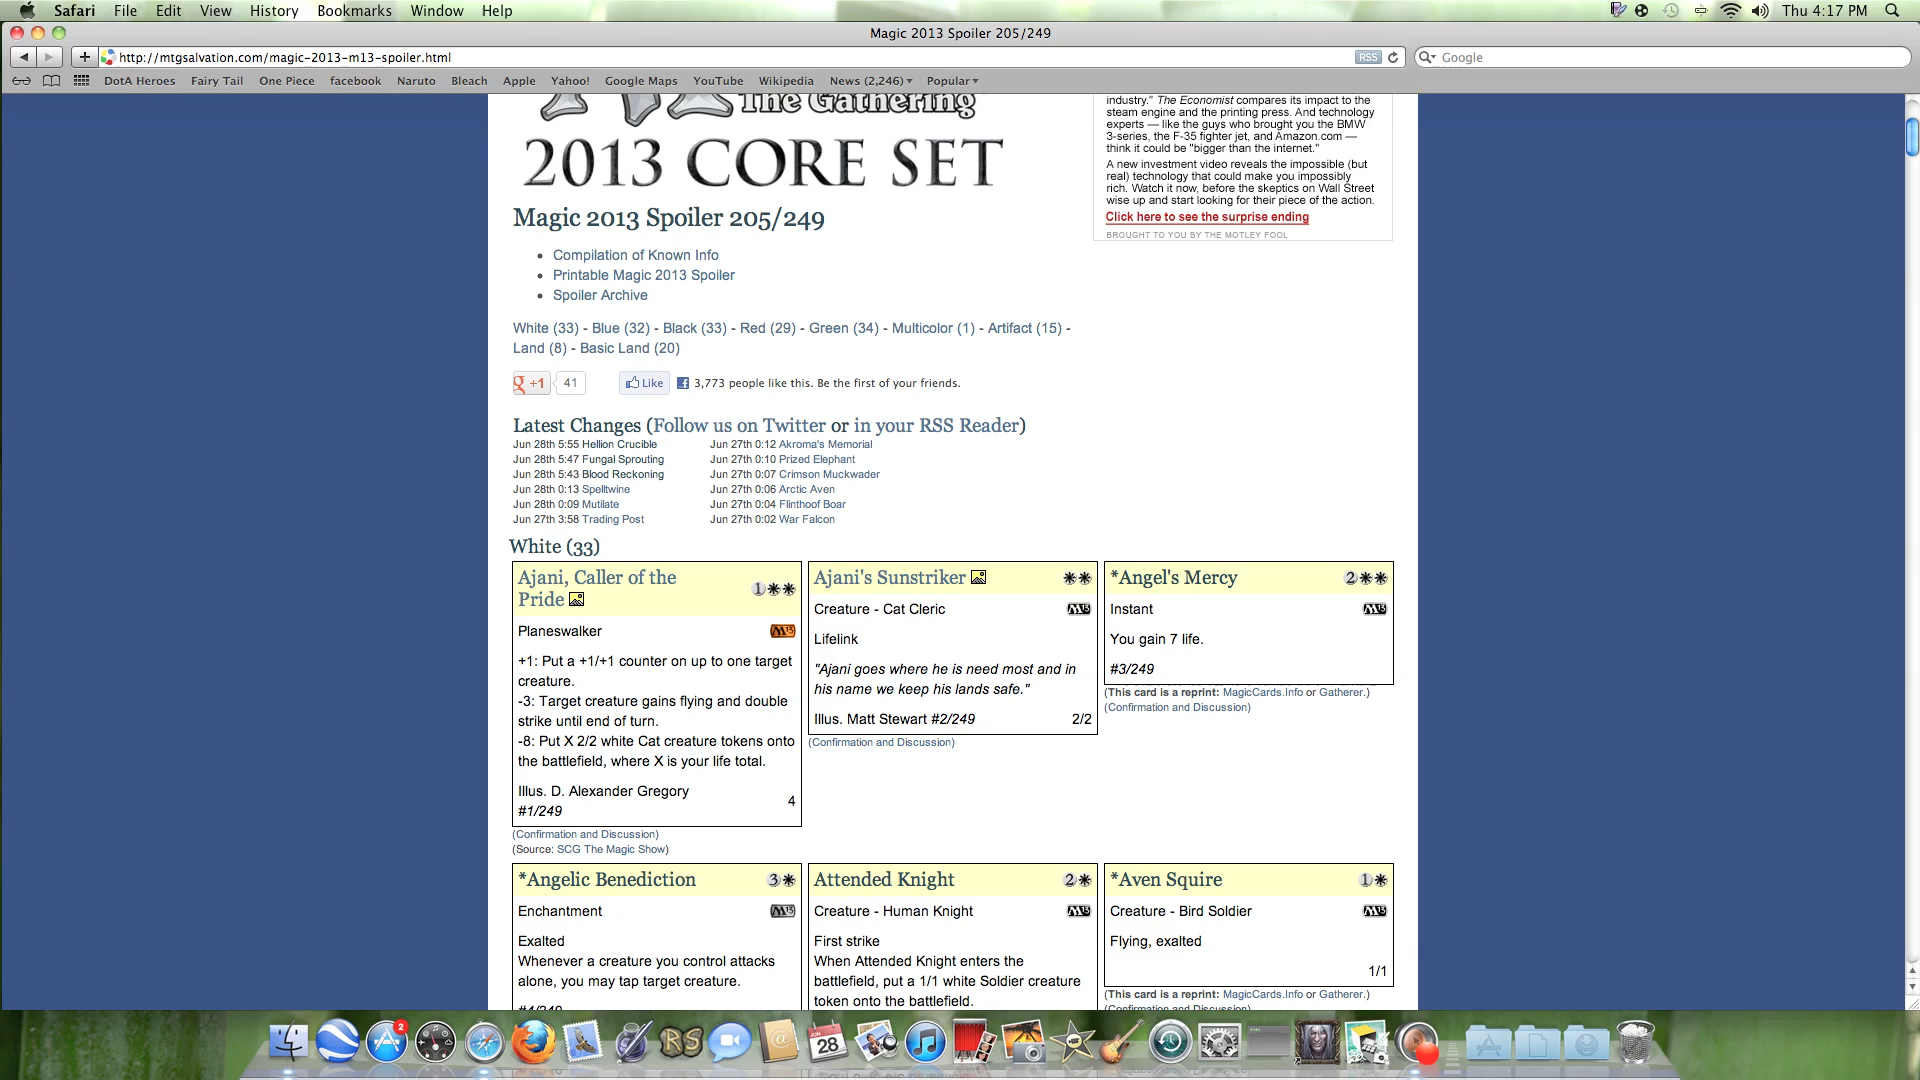 Safari File Edit View History Bookmarks Window Help
Thu 4:17 PM
Magic 2013 Spoiler 205/249
http://mtgsalvation.com/magic-2013-m13-spoiler.html
RSS
Google
DotA Heroes Fairy Tail One Piece facebook Naruto Bleach Apple Yahoo! Google Maps YouTube Wikipedia News (2,246) Popular
The Gathering
2013 CORE SET
industry." The Economist compares its impact to the
steam engine and the printing press. And technology
experts — like the guys who brought you the BMW
3-series, the F-35 fighter jet, and Amazon.com —
think it could be "bigger than the internet."
A new investment video reveals the impossible (but
real) technology that could make you impossibly
rich. Watch it now, before the skeptics on Wall Street
wise up and start looking for their piece of the action.
Click here to see the surprise ending
BROUGHT TO YOU BY THE MOTLEY FOOL
Magic 2013 Spoiler 205/249
• Compilation of Known Info
• Printable Magic 2013 Spoiler
• Spoiler Archive
White (33) - Blue (32) - Black (33) - Red (29) - Green (34) - Multicolor (1) - Artifact (15) -
Land (8) - Basic Land (20)
g +1 41 Like 3,773 people like this. Be the first of your friends.
Latest Changes (Follow us on Twitter or in your RSS Reader)
Jun 28th 5:55 Hellion Crucible
Jun 28th 5:47 Fungal Sprouting
Jun 28th 5:43 Blood Reckoning
Jun 28th 0:13 Spelltwine
Jun 28th 0:09 Mutilate
Jun 27th 3:58 Trading Post
Jun 27th 0:12 Akroma's Memorial
Jun 27th 0:10 Prized Elephant
Jun 27th 0:07 Crimson Muckwader
Jun 27th 0:06 Arctic Aven
Jun 27th 0:04 Flinthoof Boar
Jun 27th 0:02 War Falcon
White (33)
Ajani, Caller of the
Pride 1
Planeswalker M13
+1: Put a +1/+1 counter on up to one target
creature.
-3: Target creature gains flying and double
strike until end of turn.
-8: Put X 2/2 white Cat creature tokens onto
the battlefield, where X is your life total.
Illus. D. Alexander Gregory
#1/249 4
(Confirmation and Discussion)
(Source: SCG The Magic Show)
Ajani's Sunstriker
Creature - Cat Cleric M13
Lifelink
"Ajani goes where he is need most and in
his name we keep his lands safe."
Illus. Matt Stewart #2/249 2/2
(Confirmation and Discussion)
*Angel's Mercy 2
Instant M13
You gain 7 life.
#3/249
(This card is a reprint: MagicCards.Info or Gatherer.)
(Confirmation and Discussion)
*Angelic Benediction 3
Enchantment M13
Exalted
Whenever a creature you control attacks
alone, you may tap target creature.
#4/249
Attended Knight 2
Creature - Human Knight M13
First strike
When Attended Knight enters the
battlefield, put a 1/1 white Soldier creature
token onto the battlefield.
*Aven Squire 1
Creature - Bird Soldier M13
Flying, exalted
1/1
(This card is a reprint: MagicCards.Info or Gatherer.)
(Confirmation and Discussion)
2
RS
JUN
28